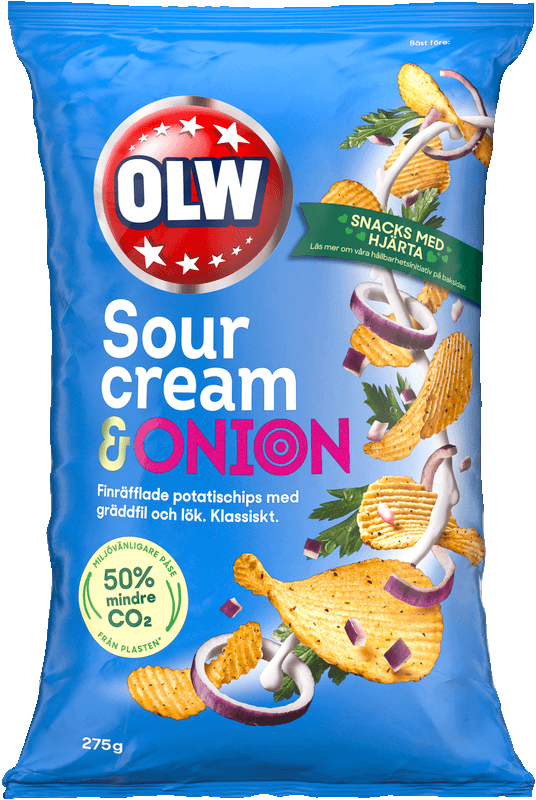 Bäst före:
OLW
SNACKS MED
HJÄRTA
Läs mer om våra hållbarhetsinitiativ på baksidan
Sour
cream
&ONION
Finräfflade potatischips med
gräddfil och lök. Klassiskt.
MILJÖVÄNLIGARE PÅSE
50%
mindre
CO₂
FRÅN PLASTEN*
275g